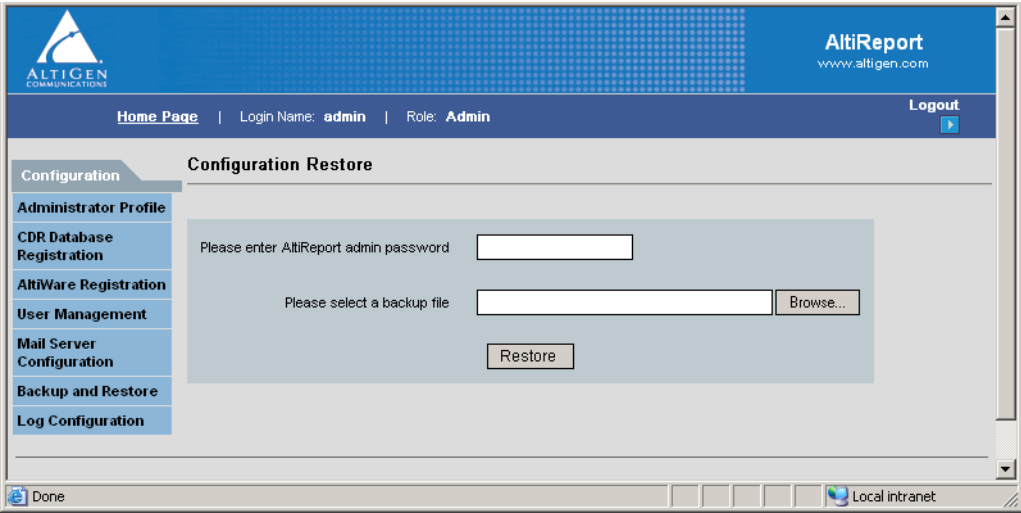 ALTIGEN
COMMUNICATIONS
AltiReport
www.altigen.com
Home Page | Login Name: admin | Role: Admin
Logout
Configuration
Administrator Profile
CDR Database
Registration
AltiWare Registration
User Management
Mail Server
Configuration
Backup and Restore
Log Configuration
Configuration Restore
Please enter AltiReport admin password
Please select a backup file
Browse...
Restore
Done
Local intranet